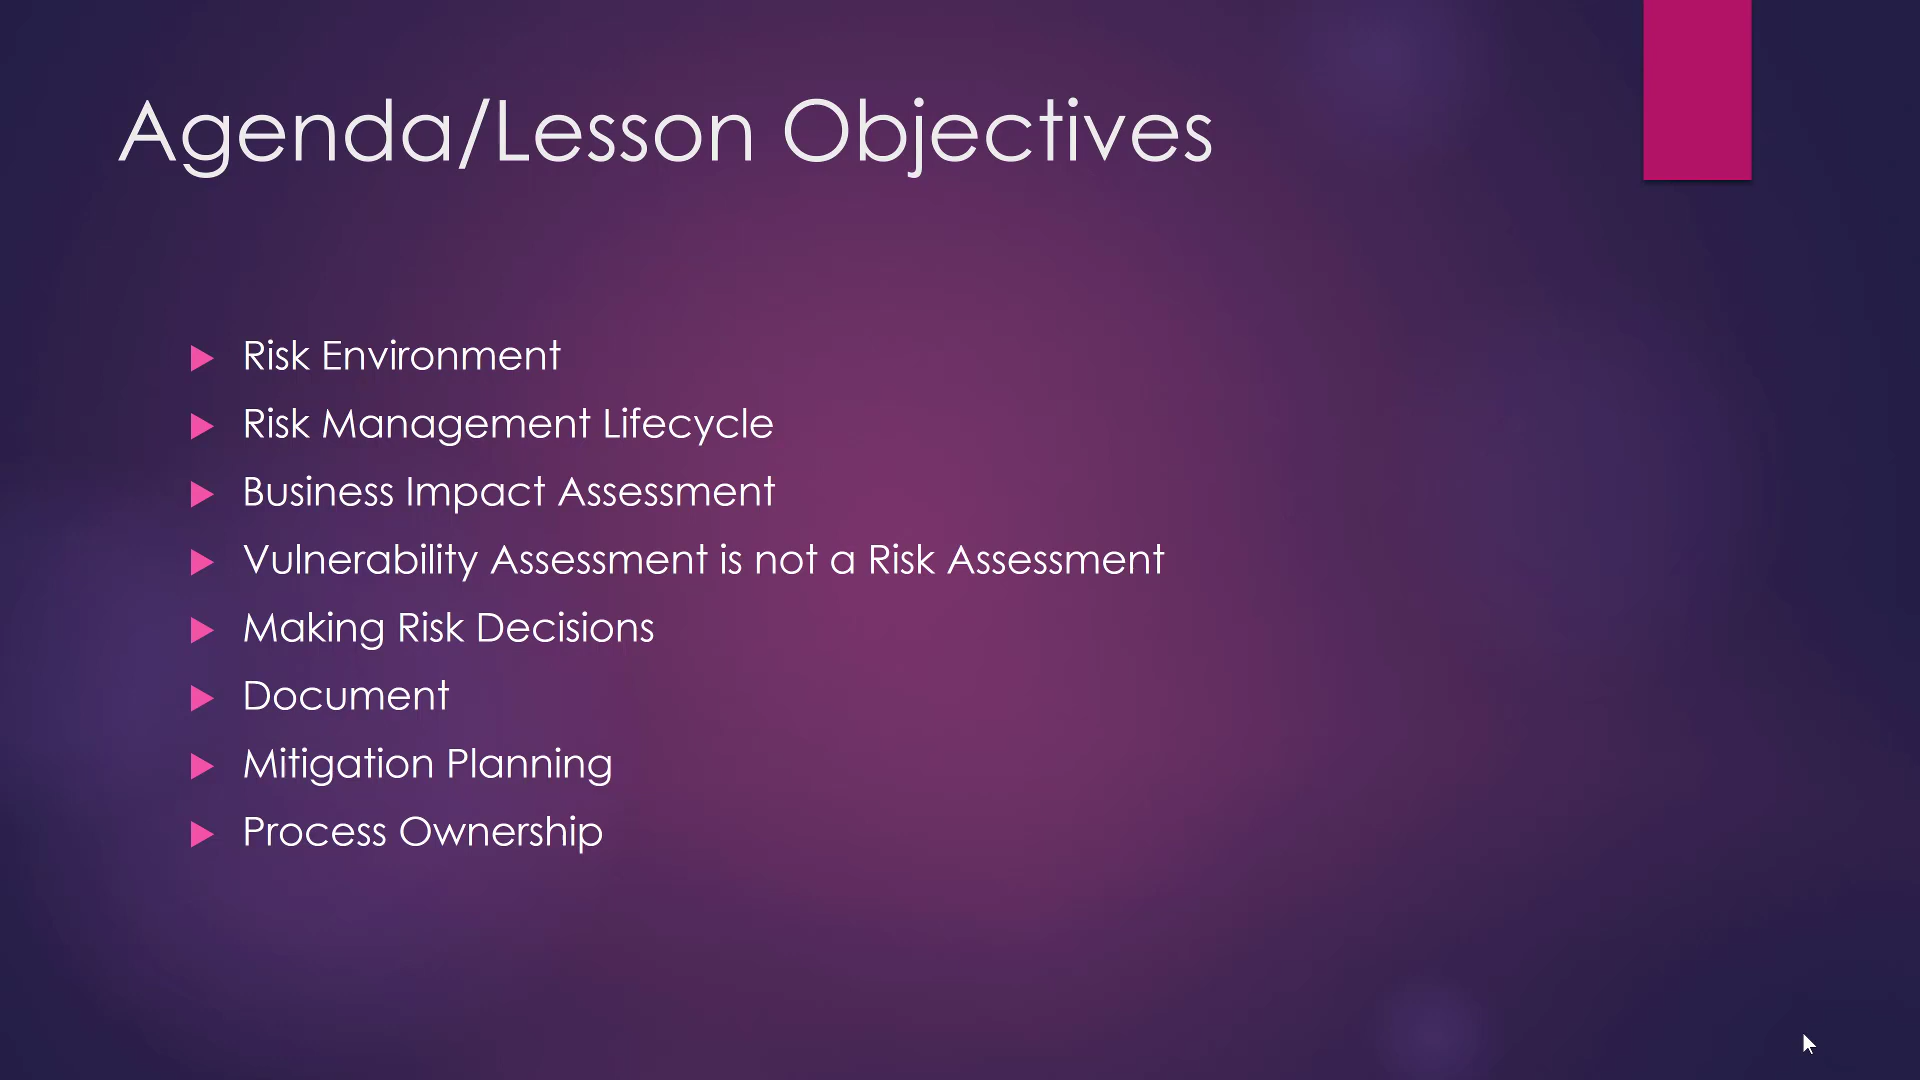 Agenda/Lesson Objectives
Risk Environment
Risk Management Lifecycle
Business Impact Assessment
Vulnerability Assessment is not a Risk Assessment
Making Risk Decisions
Document
Mitigation Planning
Process Ownership